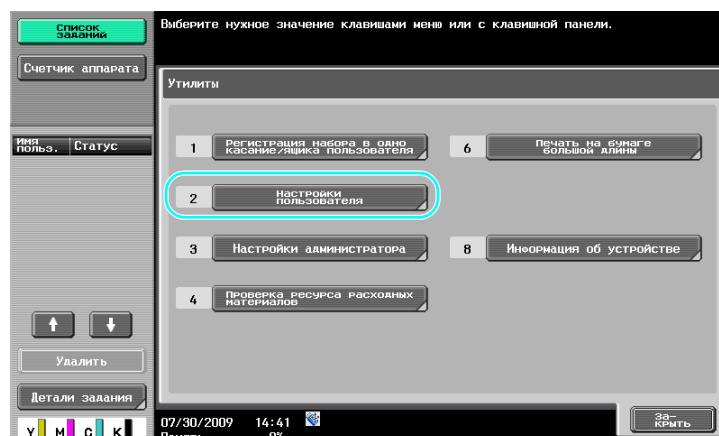 Список
заданий
Выберите нужное значение клавишами меню или с клавишной панели.
Счетчик аппарата
Утилиты
Имя
польз. Статус
1 Регистрация набора в одно
касание/ящика пользователя
6 Печать на бумаге
большой длины
2 Настройки
пользователя
3 Настройки администратора
8 Информация об устройстве
4 Проверка ресурса расходных
материалов
Удалить
Детали задания
За-
крыть
07/30/2009 14:41
Память 0%
Y M C K